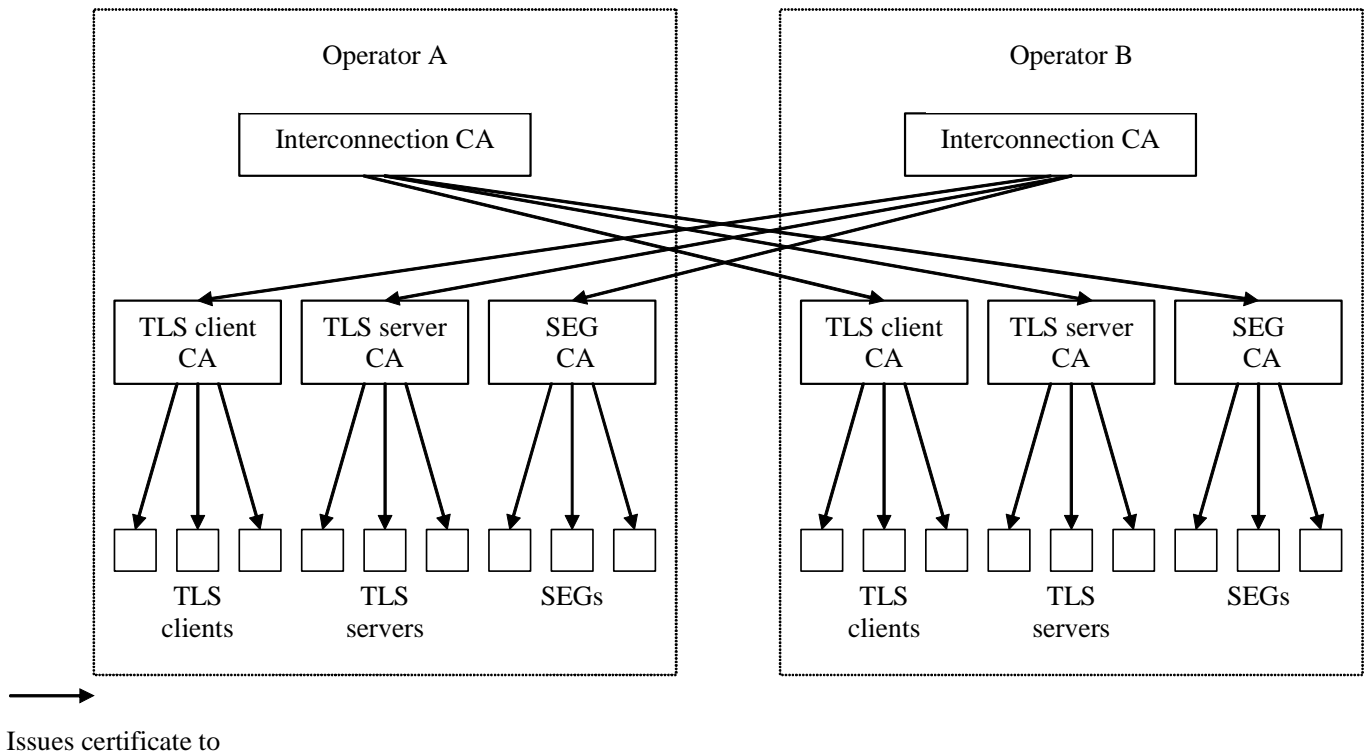 Operator A
Operator B
Interconnection CA
Interconnection CA
TLS client
CA
TLS server
CA
SEG
CA
TLS client
CA
TLS server
CA
SEG
CA
TLS
clients
TLS
servers
SEGs
TLS
clients
TLS
servers
SEGs
Issues certificate to